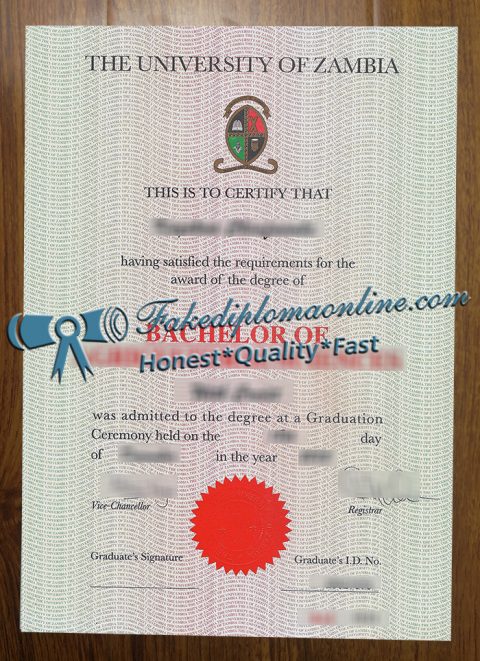 THE UNIVERSITY OF ZAMBIA
THIS IS TO CERTIFY THAT
having satisfied the requirements for the
award of the degree of
Fakediplomaonline.com
BACHELOR OF
Honest*Quality*Fast
was admitted to the degree at a Graduation
Ceremony held on the day
of in the year
Vice-Chancellor Registrar
Graduate's Signature Graduate's I.D. No.